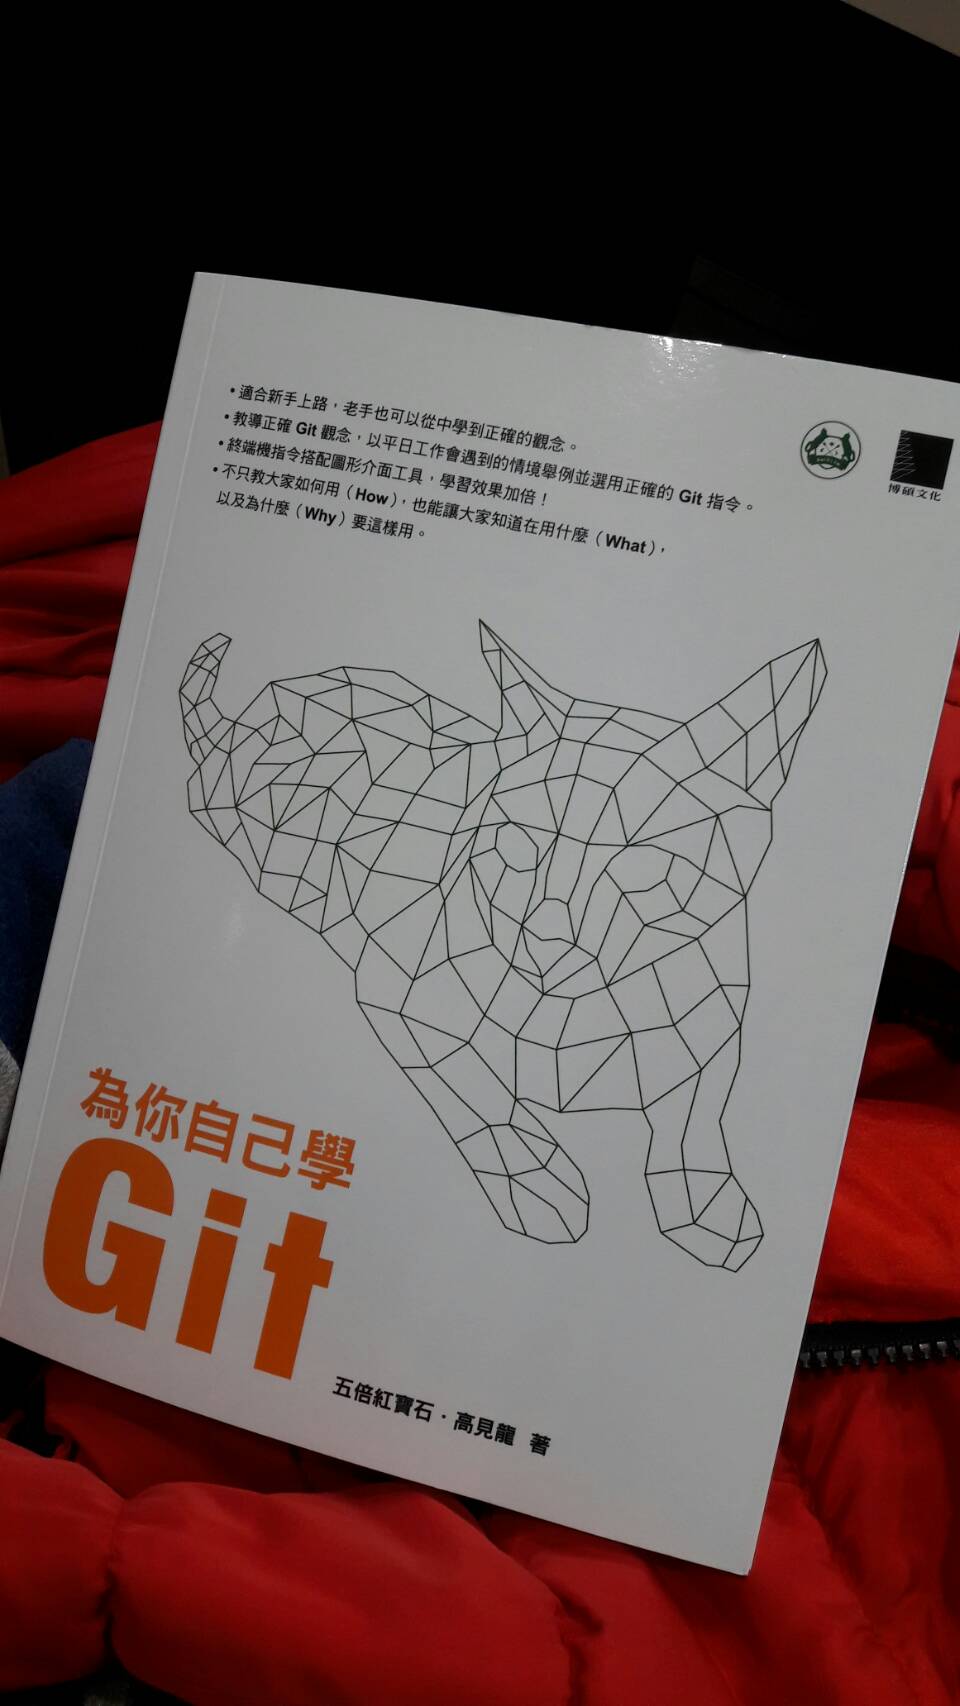 •適合新手上路，老手也可以從中學到正確的觀念。
•教導正確 Git 觀念，以平日工作會遇到的情境舉例並選用正確的 Git 指令。
•終端機指令搭配圖形介面工具，學習效果加倍！
•不只教大家如何用（How），也能讓大家知道在用什麼（What），
以及為什麼（Why）要這樣用。
博碩文化
為你自己學
Git
五倍紅寶石・高見龍 著